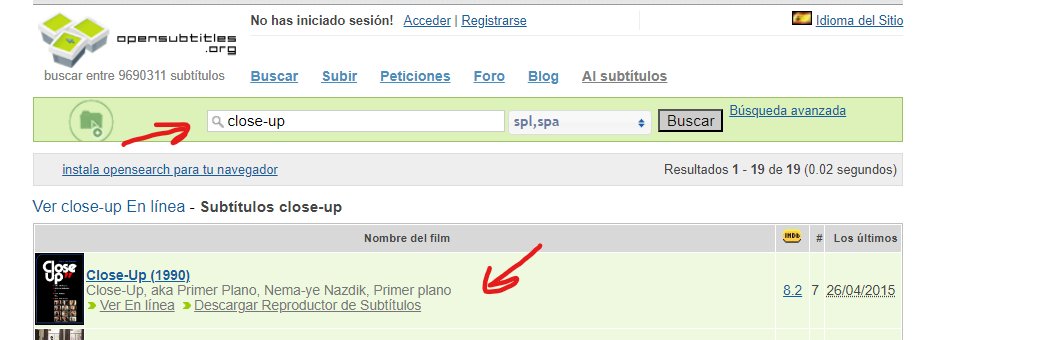 No has iniciado sesión! Acceder | Registrarse
Idioma del Sitio
opensubtitles
.org
buscar entre 9690311 subtítulos
Buscar Subir Peticiones Foro Blog AI subtítulos
close-up
spl,spa
Buscar
Búsqueda avanzada
instala opensearch para tu navegador
Resultados 1 - 19 de 19 (0.02 segundos)
Ver close-up En línea - Subtítulos close-up
Nombre del film IMDb # Los últimos
Close Up
Close-Up (1990)
Close-Up, aka Primer Plano, Nema-ye Nazdik, Primer plano
Ver En línea Descargar Reproductor de Subtítulos
8.2 7 26/04/2015